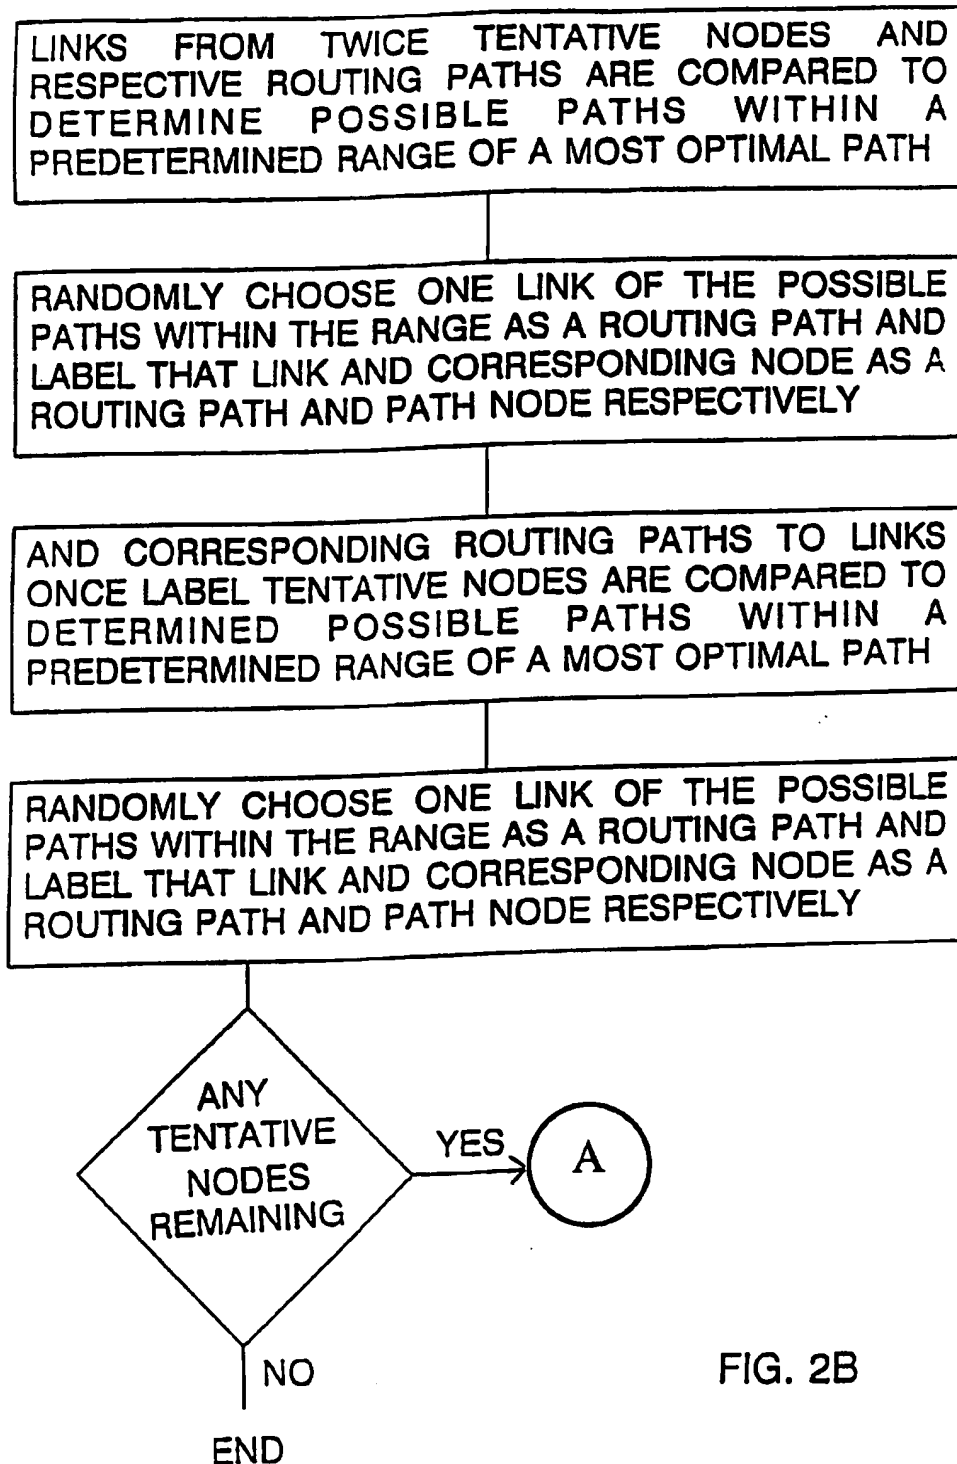 LINKS FROM TWICE TENTATIVE NODES AND
RESPECTIVE ROUTING PATHS ARE COMPARED TO
DETERMINE POSSIBLE PATHS WITHIN A
PREDETERMINED RANGE OF A MOST OPTIMAL PATH
RANDOMLY CHOOSE ONE LINK OF THE POSSIBLE
PATHS WITHIN THE RANGE AS A ROUTING PATH AND
LABEL THAT LINK AND CORRESPONDING NODE AS A
ROUTING PATH AND PATH NODE RESPECTIVELY
AND CORRESPONDING ROUTING PATHS TO LINKS
ONCE LABEL TENTATIVE NODES ARE COMPARED TO
DETERMINED POSSIBLE PATHS WITHIN A
PREDETERMINED RANGE OF A MOST OPTIMAL PATH
RANDOMLY CHOOSE ONE LINK OF THE POSSIBLE
PATHS WITHIN THE RANGE AS A ROUTING PATH AND
LABEL THAT LINK AND CORRESPONDING NODE AS A
ROUTING PATH AND PATH NODE RESPECTIVELY
ANY
TENTATIVE
NODES
REMAINING
YES
A
NO
END
FIG. 2B